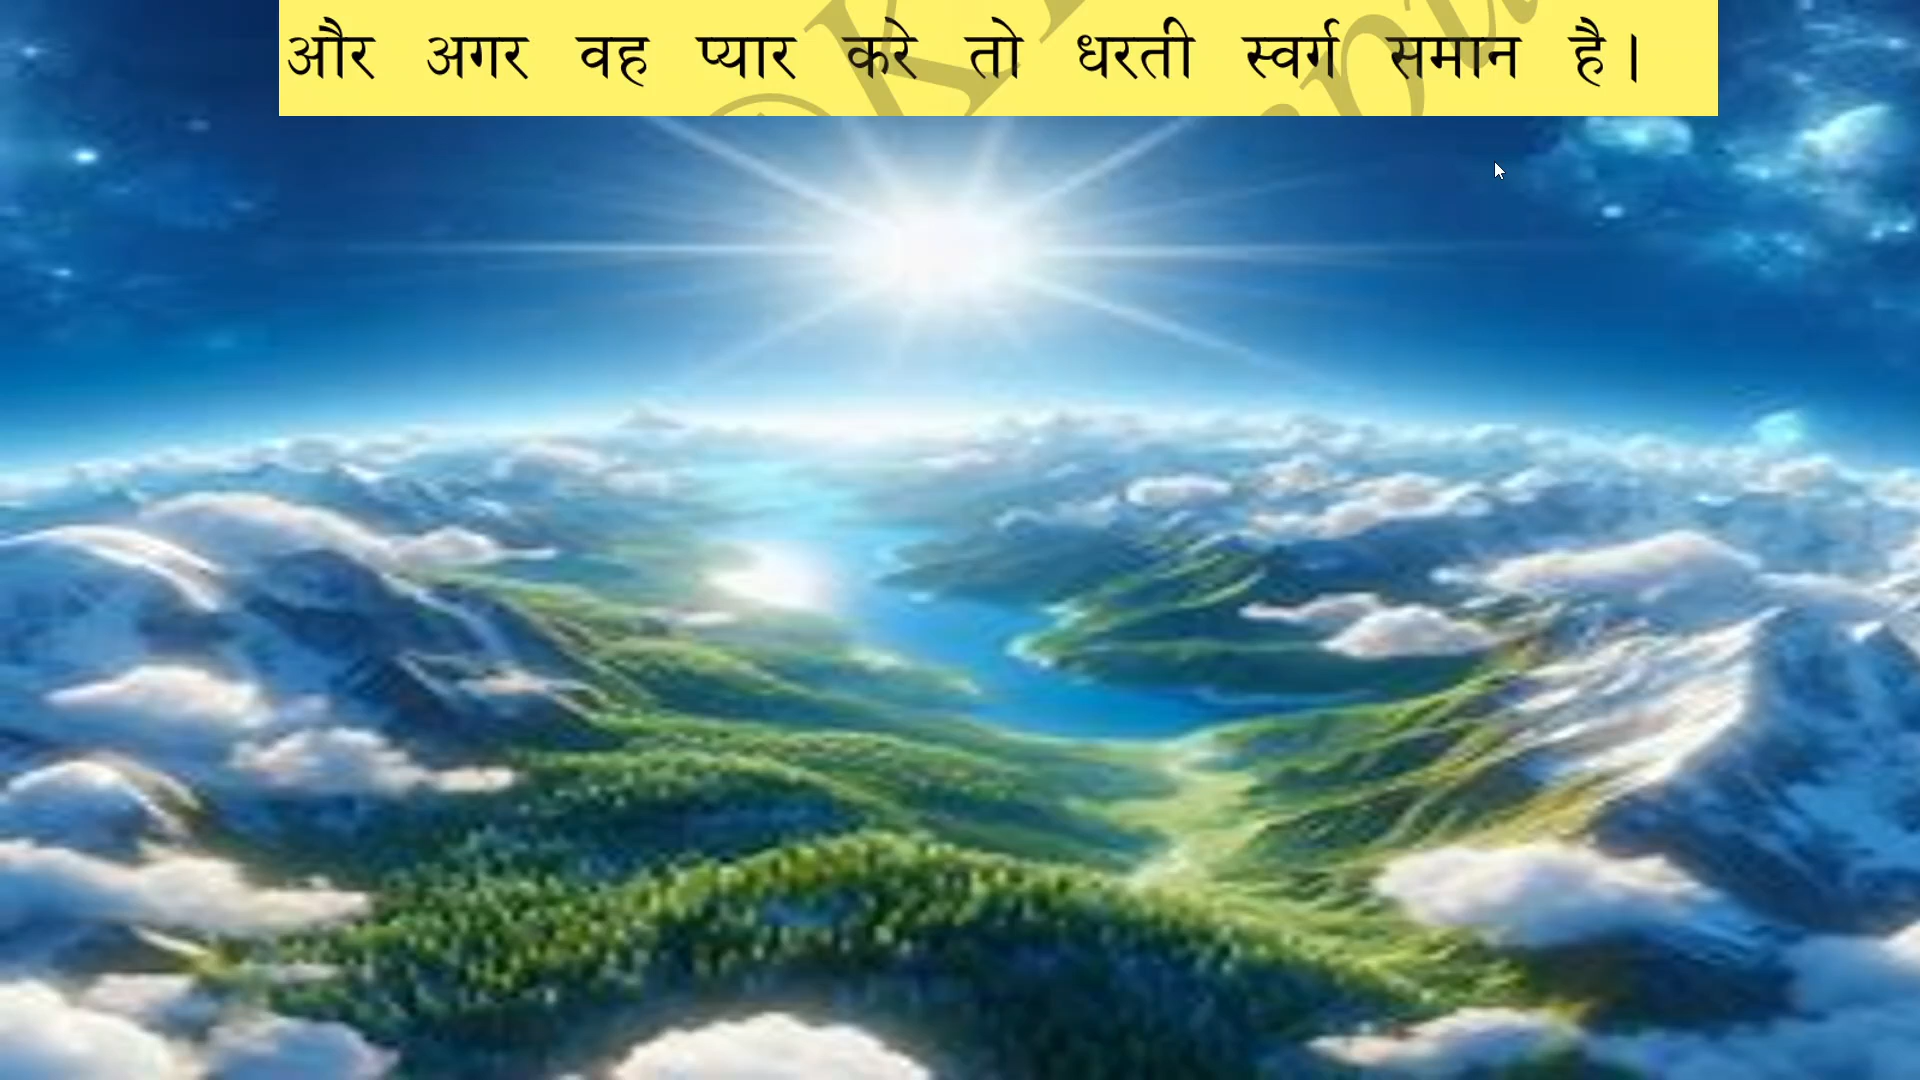 और अगर वह प्यार करे तो धरती स्वर्ग समान है।